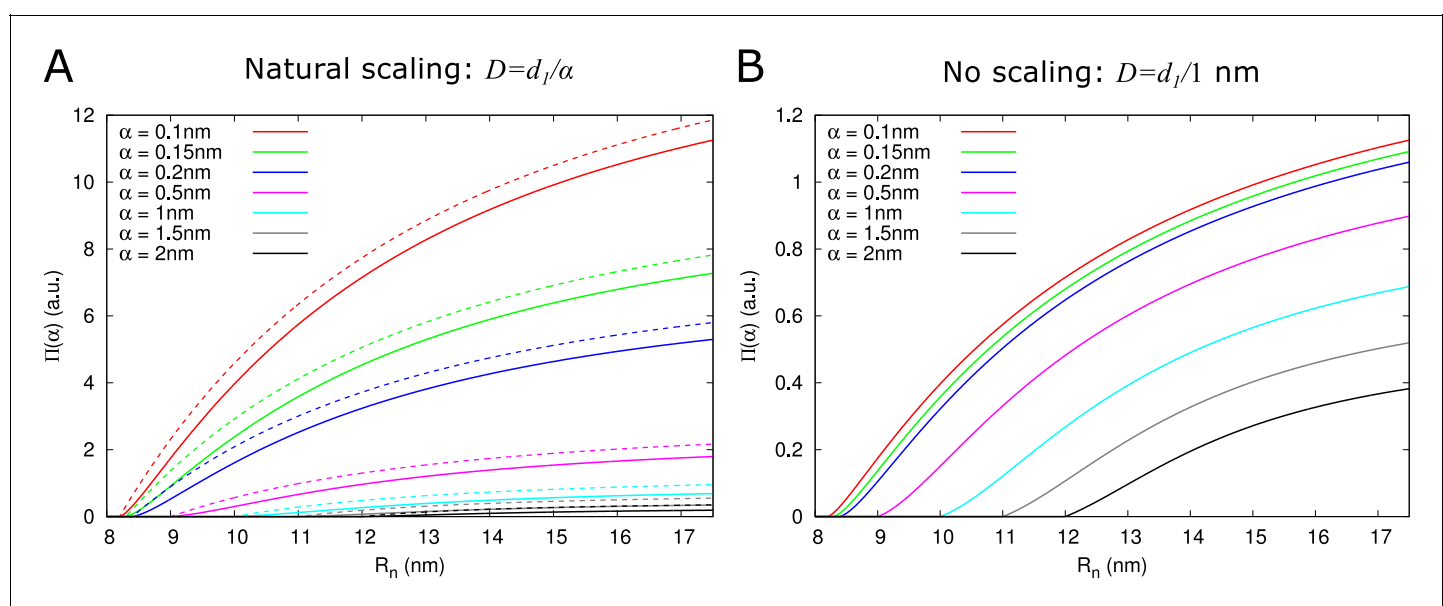 A
Natural scaling: D=d₁/α
12
10
8
6
4
2
0
Π(α) (a.u.)
α = 0.1nm
α = 0.15nm
α = 0.2nm
α = 0.5nm
α = 1nm
α = 1.5nm
α = 2nm
8 9 10 11 12 13 14 15 16 17
Rₙ (nm)
B
No scaling: D=d₁/1 nm
1.2
1
0.8
0.6
0.4
0.2
0
Π(α) (a.u.)
α = 0.1nm
α = 0.15nm
α = 0.2nm
α = 0.5nm
α = 1nm
α = 1.5nm
α = 2nm
8 9 10 11 12 13 14 15 16 17
Rₙ (nm)